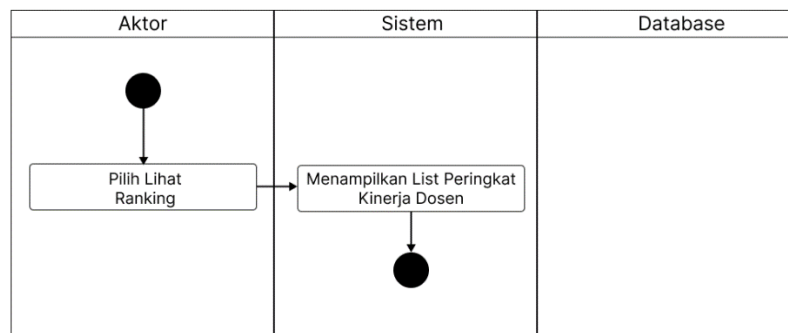 Aktor
Sistem
Database
Pilih Lihat
Ranking
Menampilkan List Peringkat
Kinerja Dosen